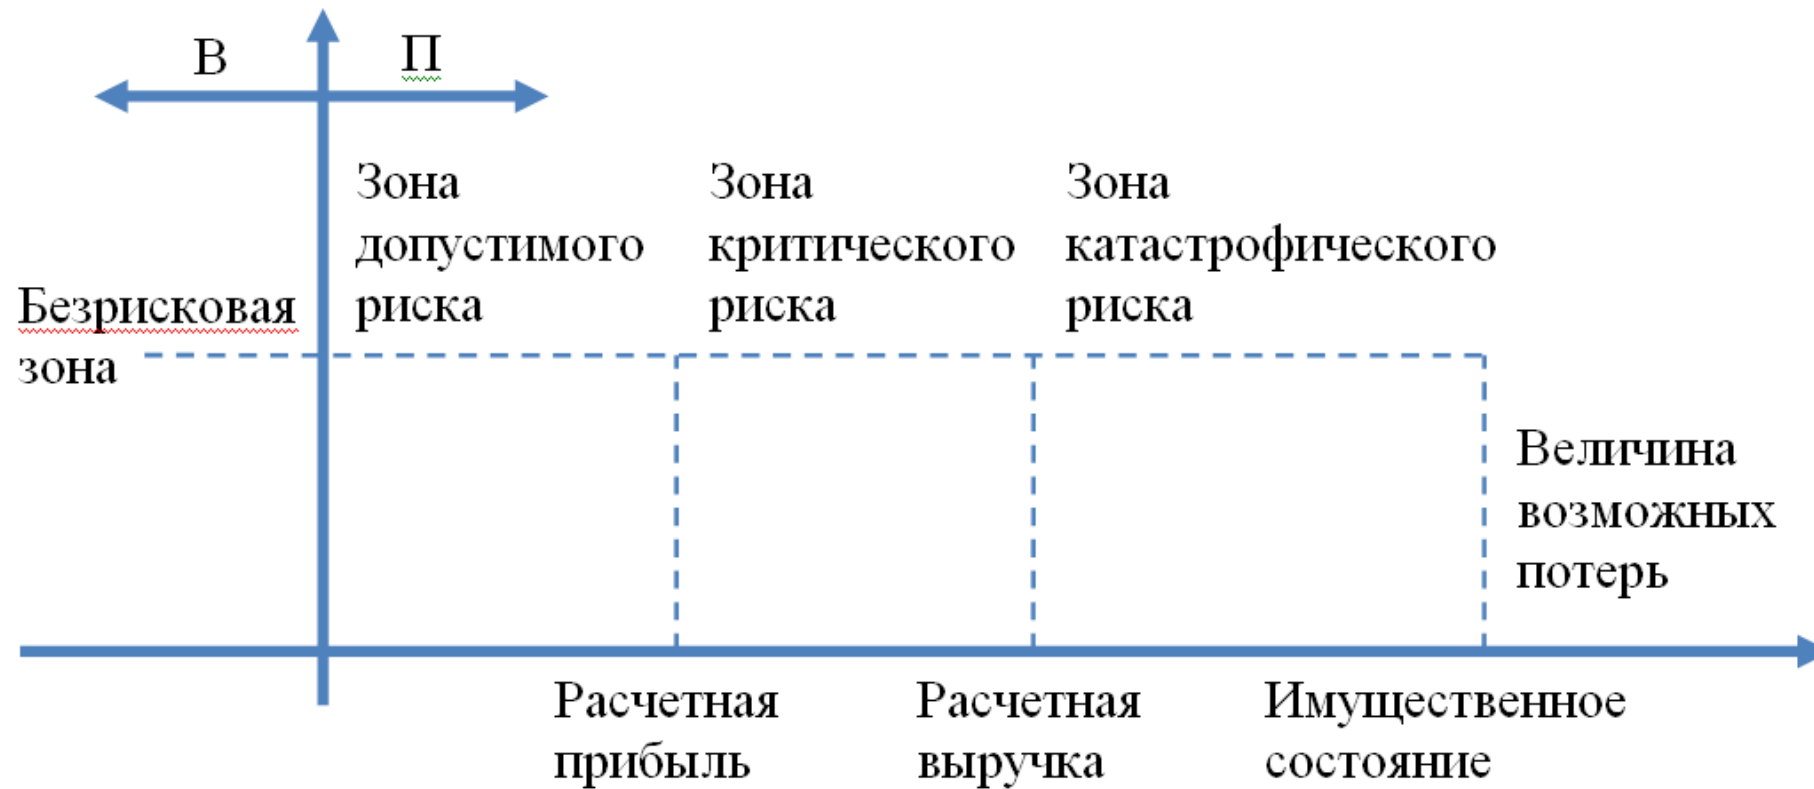 В
П
Зона
допустимого
риска
Зона
критического
риска
Зона
катастрофического
риска
Безрисковая
зона
Величина
возможных
потерь
Расчетная
прибыль
Расчетная
выручка
Имущественное
состояние